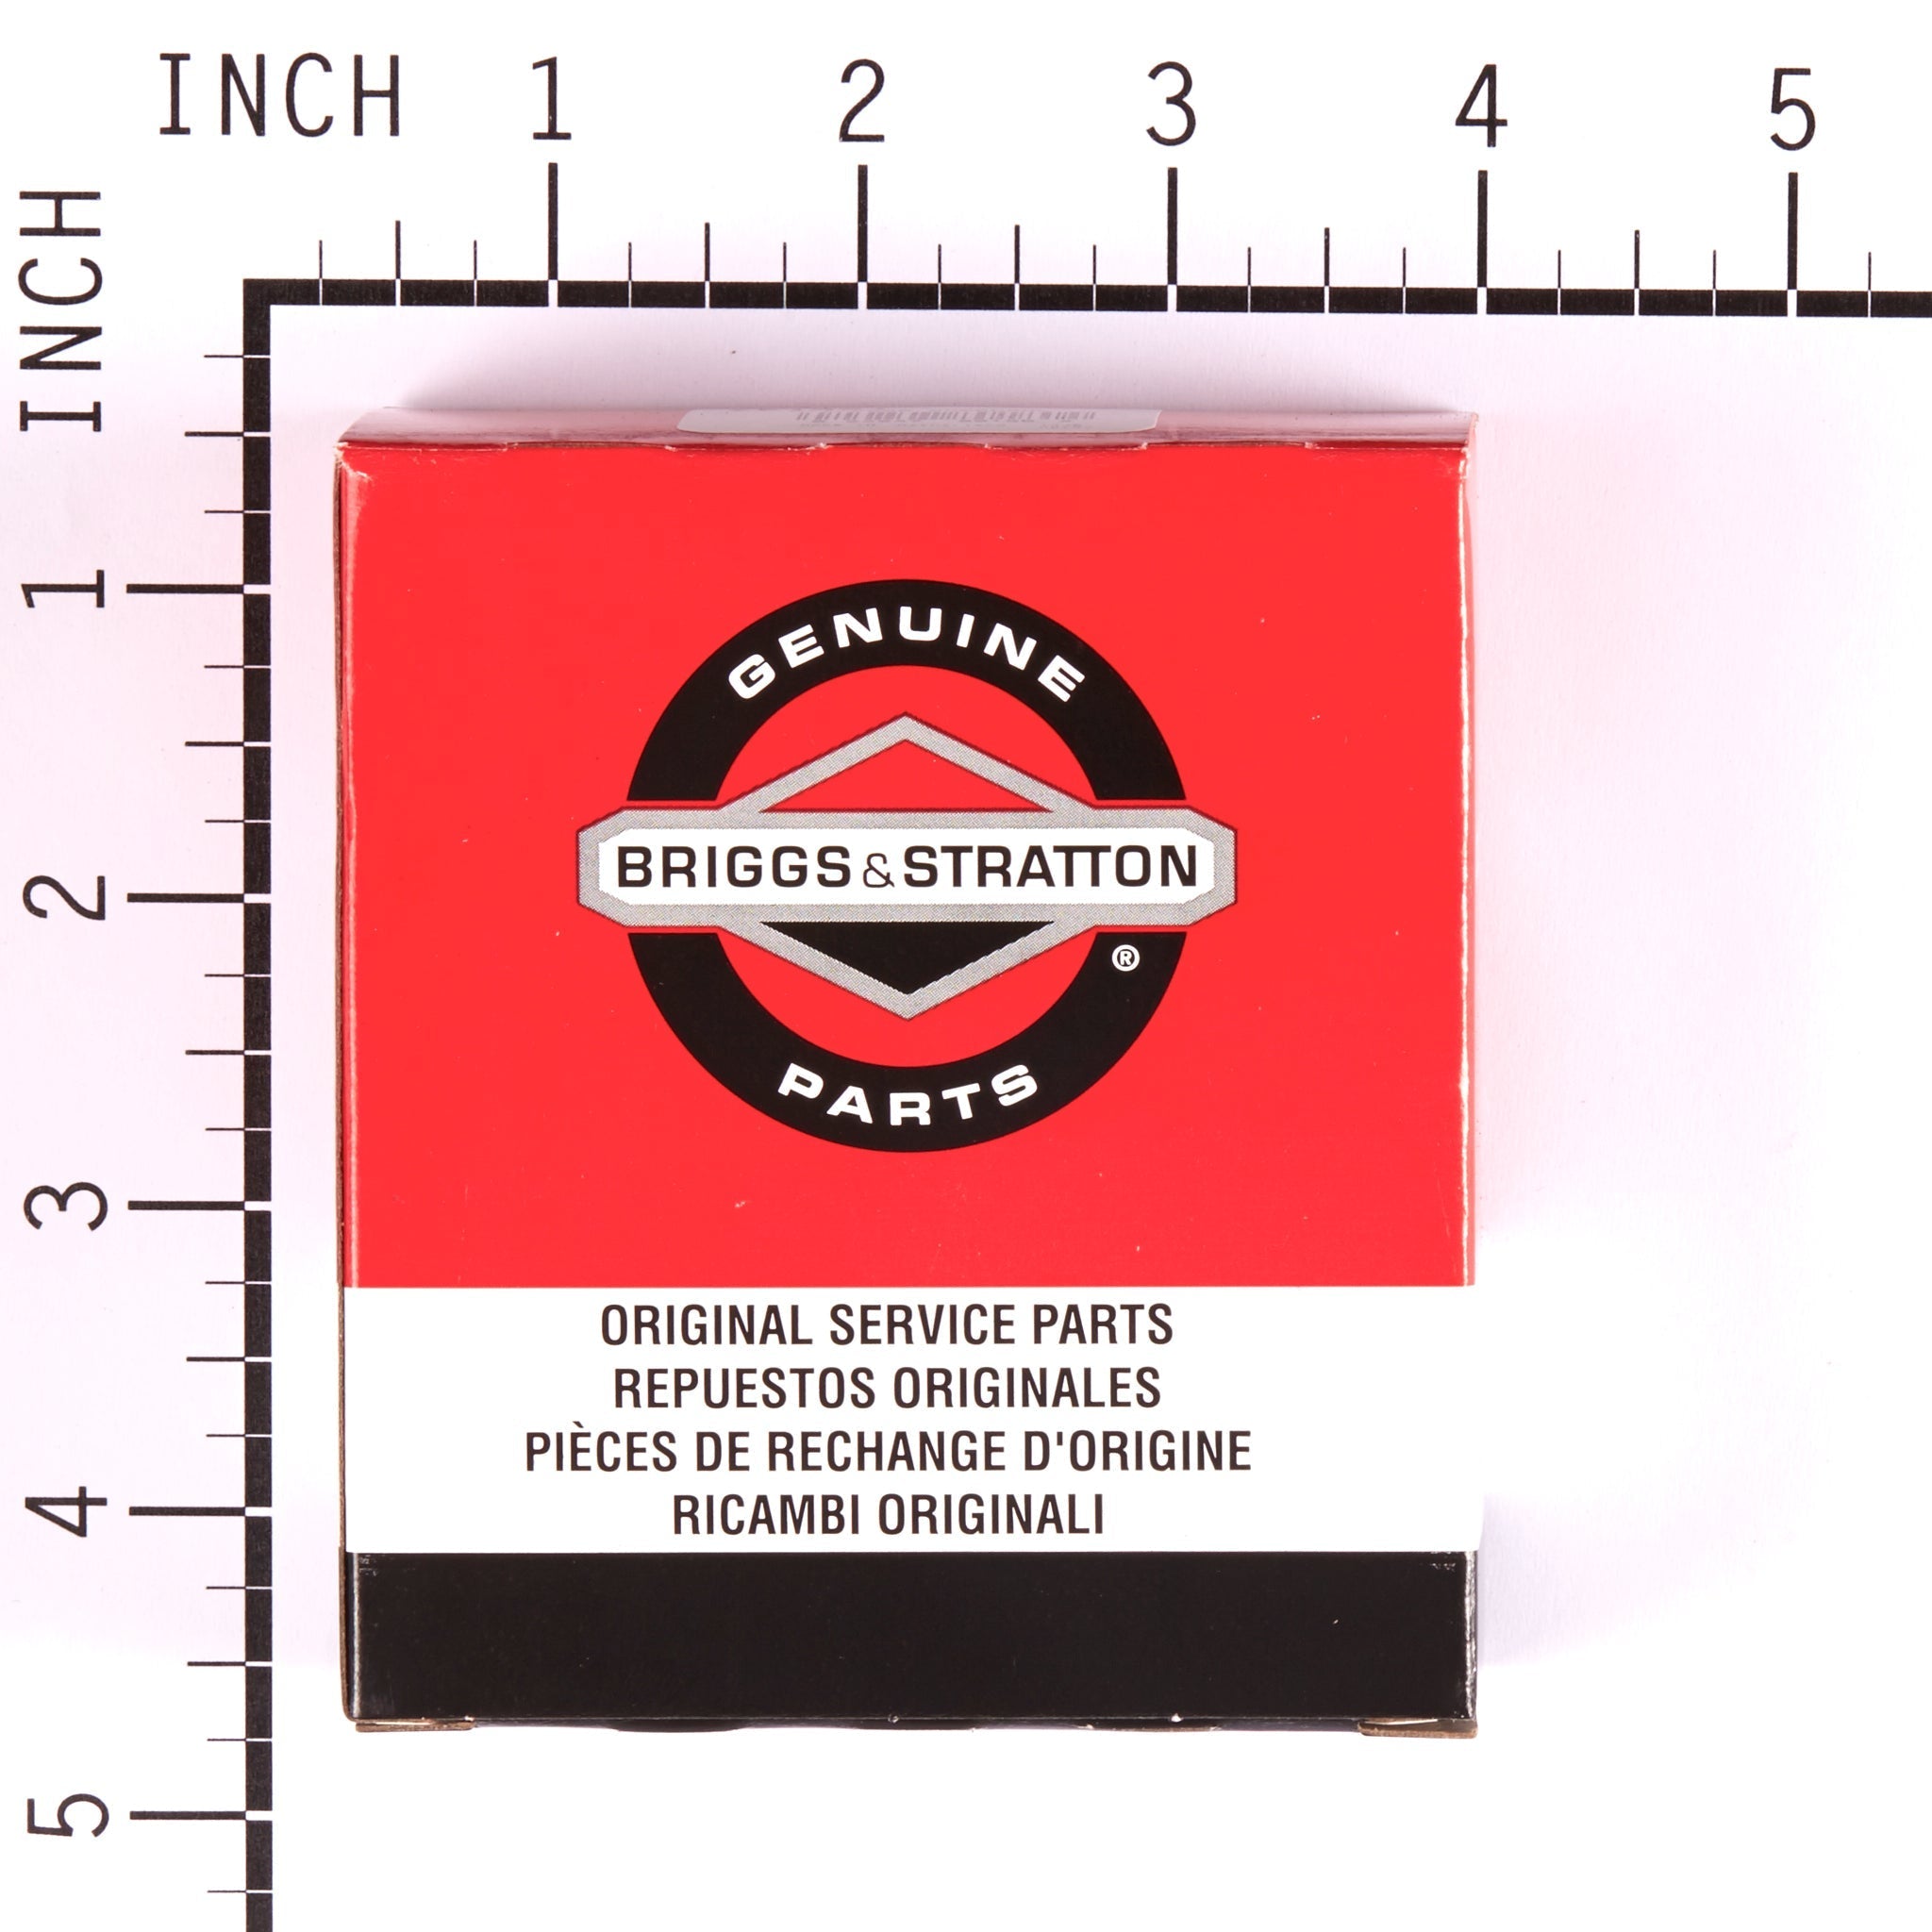 INCH 1 2 3 4 5
INCH 1 2 3 4 5
GENUINE
BRIGGS & STRATTON
®
PARTS
ORIGINAL SERVICE PARTS
REPUESTOS ORIGINALES
PIÈCES DE RECHANGE D'ORIGINE
RICAMBI ORIGINALI